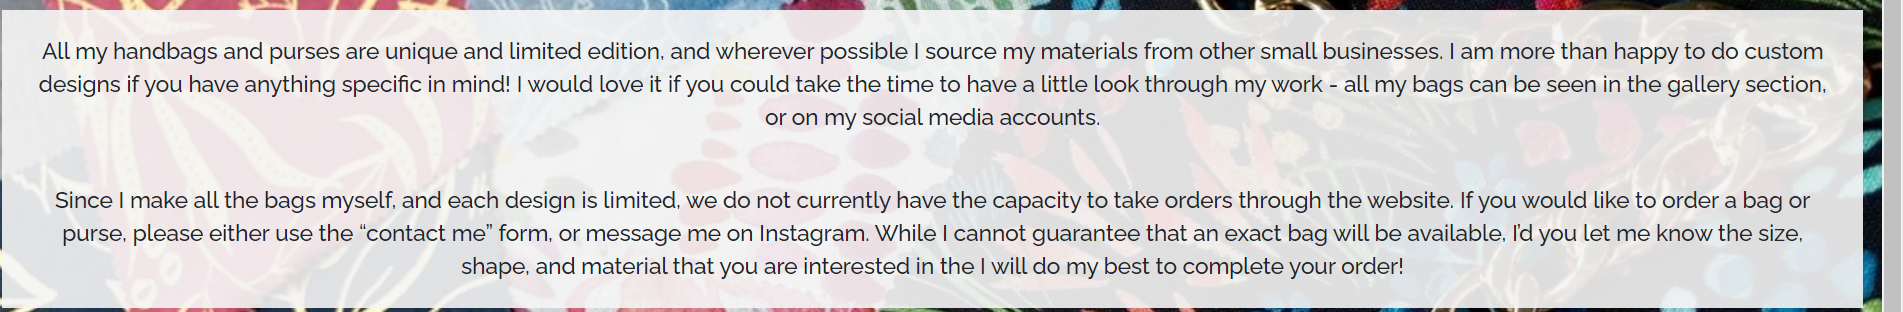 All my handbags and purses are unique and limited edition, and wherever possible I source my materials from other small businesses. I am more than happy to do custom
designs if you have anything specific in mind! I would love it if you could take the time to have a little look through my work - all my bags can be seen in the gallery section,
or on my social media accounts.
Since I make all the bags myself, and each design is limited, we do not currently have the capacity to take orders through the website. If you would like to order a bag or
purse, please either use the “contact me” form, or message me on Instagram. While I cannot guarantee that an exact bag will be available, I’d you let me know the size,
shape, and material that you are interested in the I will do my best to complete your order!